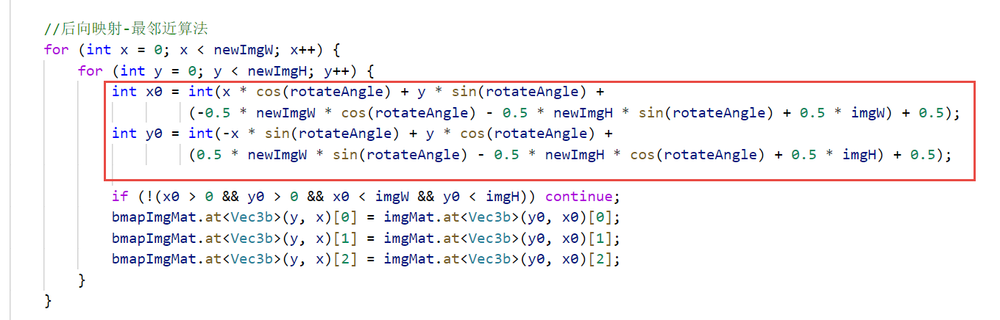 //后向映射-最邻近算法
for (int x = 0; x < newImgW; x++) {
for (int y = 0; y < newImgH; y++) {
int x0 = int(x * cos(rotateAngle) + y * sin(rotateAngle) +
(-0.5 * newImgW * cos(rotateAngle) - 0.5 * newImgH * sin(rotateAngle) + 0.5 * imgW) + 0.5);
int y0 = int(-x * sin(rotateAngle) + y * cos(rotateAngle) +
(0.5 * newImgW * sin(rotateAngle) - 0.5 * newImgH * cos(rotateAngle) + 0.5 * imgH) + 0.5);
if (!(x0 > 0 && y0 > 0 && x0 < imgW && y0 < imgH)) continue;
bmapImgMat.at<Vec3b>(y, x)[0] = imgMat.at<Vec3b>(y0, x0)[0];
bmapImgMat.at<Vec3b>(y, x)[1] = imgMat.at<Vec3b>(y0, x0)[1];
bmapImgMat.at<Vec3b>(y, x)[2] = imgMat.at<Vec3b>(y0, x0)[2];
}
}